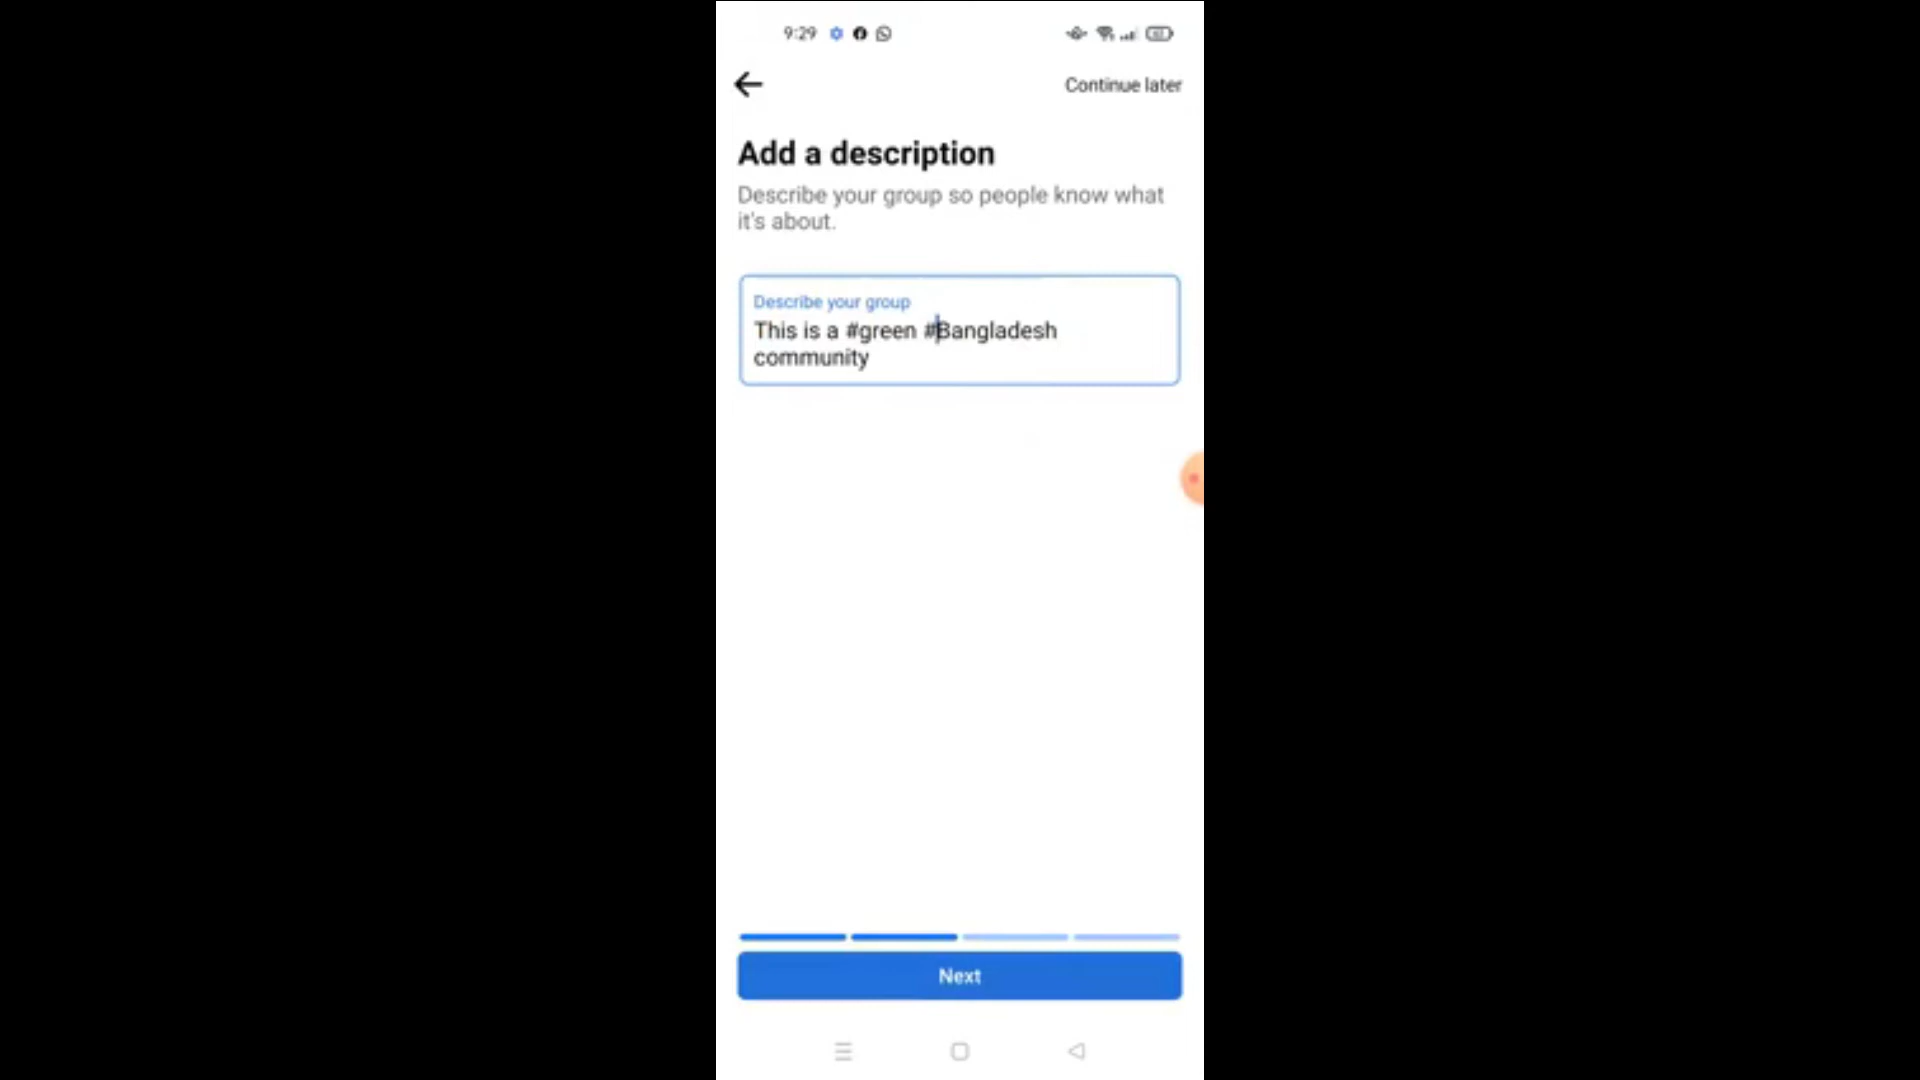 9:29
Continue later
Add a description
Describe your group so people know what
it's about.
Describe your group
This is a #green #Bangladesh
community
Next